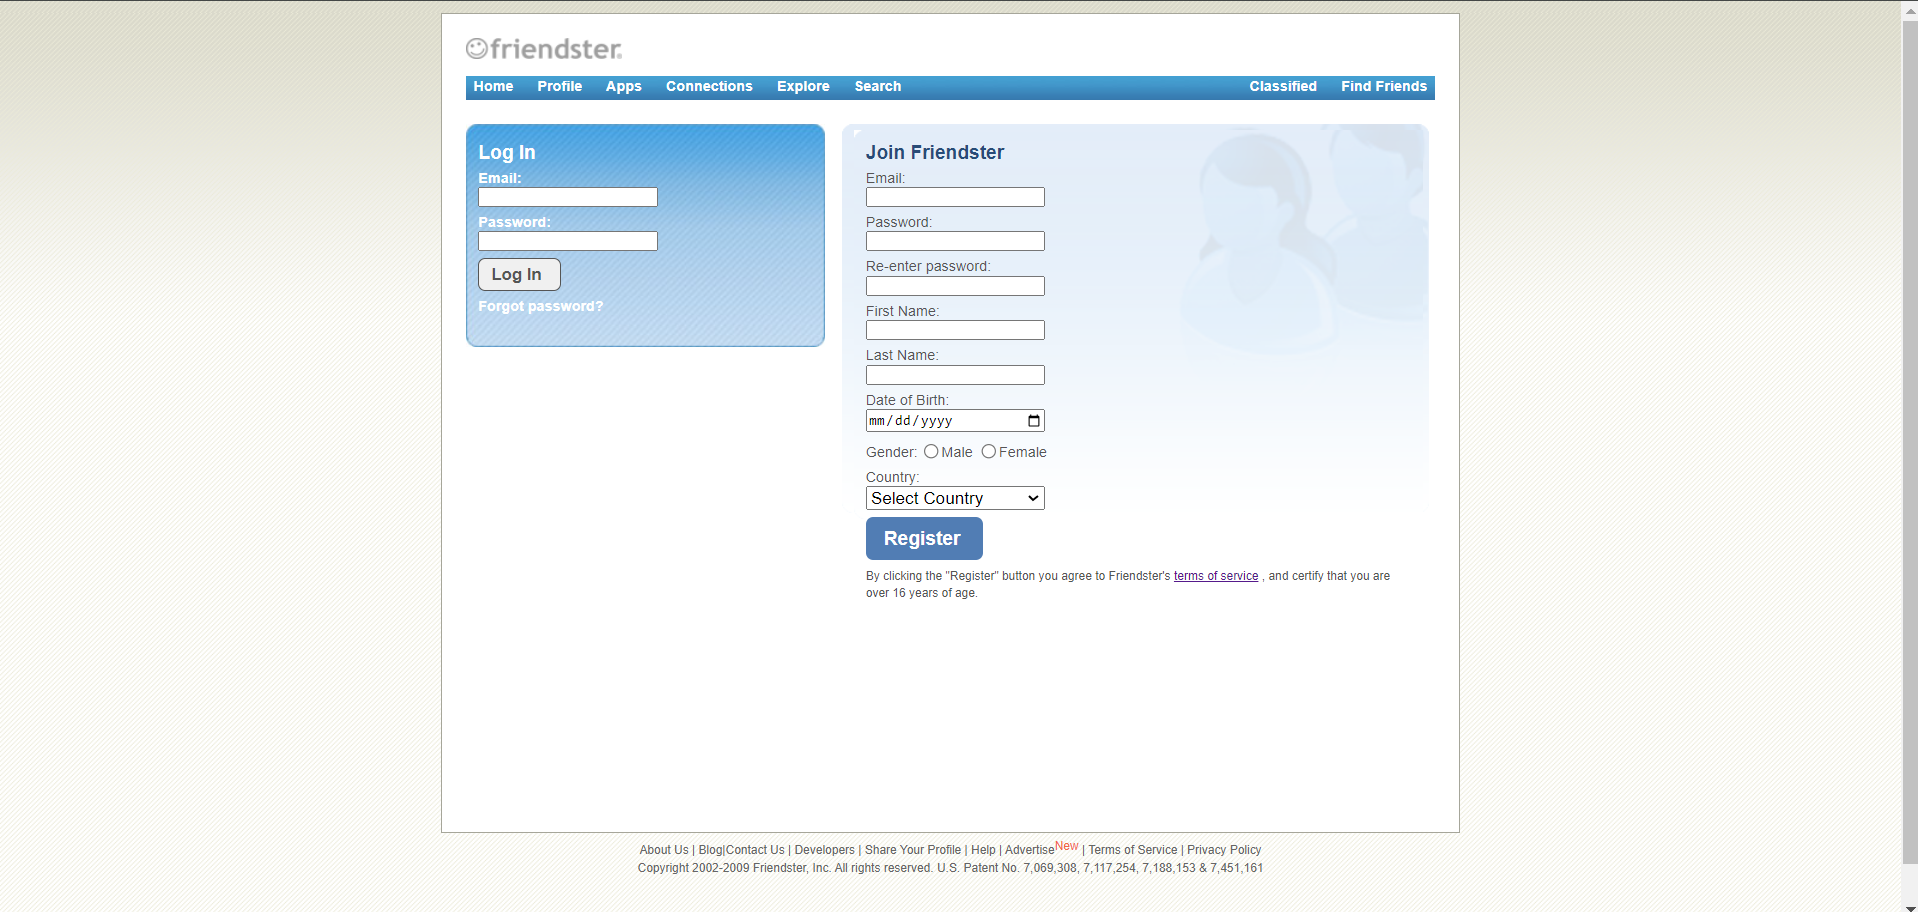 friendster.
Home Profile Apps Connections Explore Search Classified Find Friends
Log In
Email:
Password:
Log In
Forgot password?
Join Friendster
Email:
Password:
Re-enter password:
First Name:
Last Name:
Date of Birth:
mm/dd/yyyy
Gender: Male Female
Country:
Select Country
Register
By clicking the "Register" button you agree to Friendster's terms of service , and certify that you are
over 16 years of age.
About Us | Blog|Contact Us | Developers | Share Your Profile | Help | AdvertiseNew | Terms of Service | Privacy Policy
Copyright 2002-2009 Friendster, Inc. All rights reserved. U.S. Patent No. 7,069,308, 7,117,254, 7,188,153 & 7,451,161